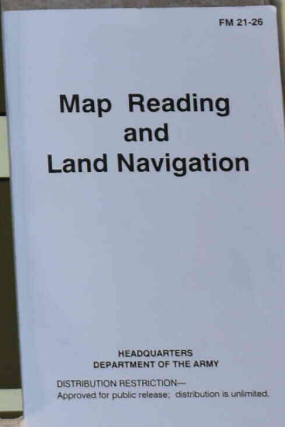 FM 21-26
Map Reading
and
Land Navigation
HEADQUARTERS
DEPARTMENT OF THE ARMY
DISTRIBUTION RESTRICTION—
Approved for public release; distribution is unlimited.